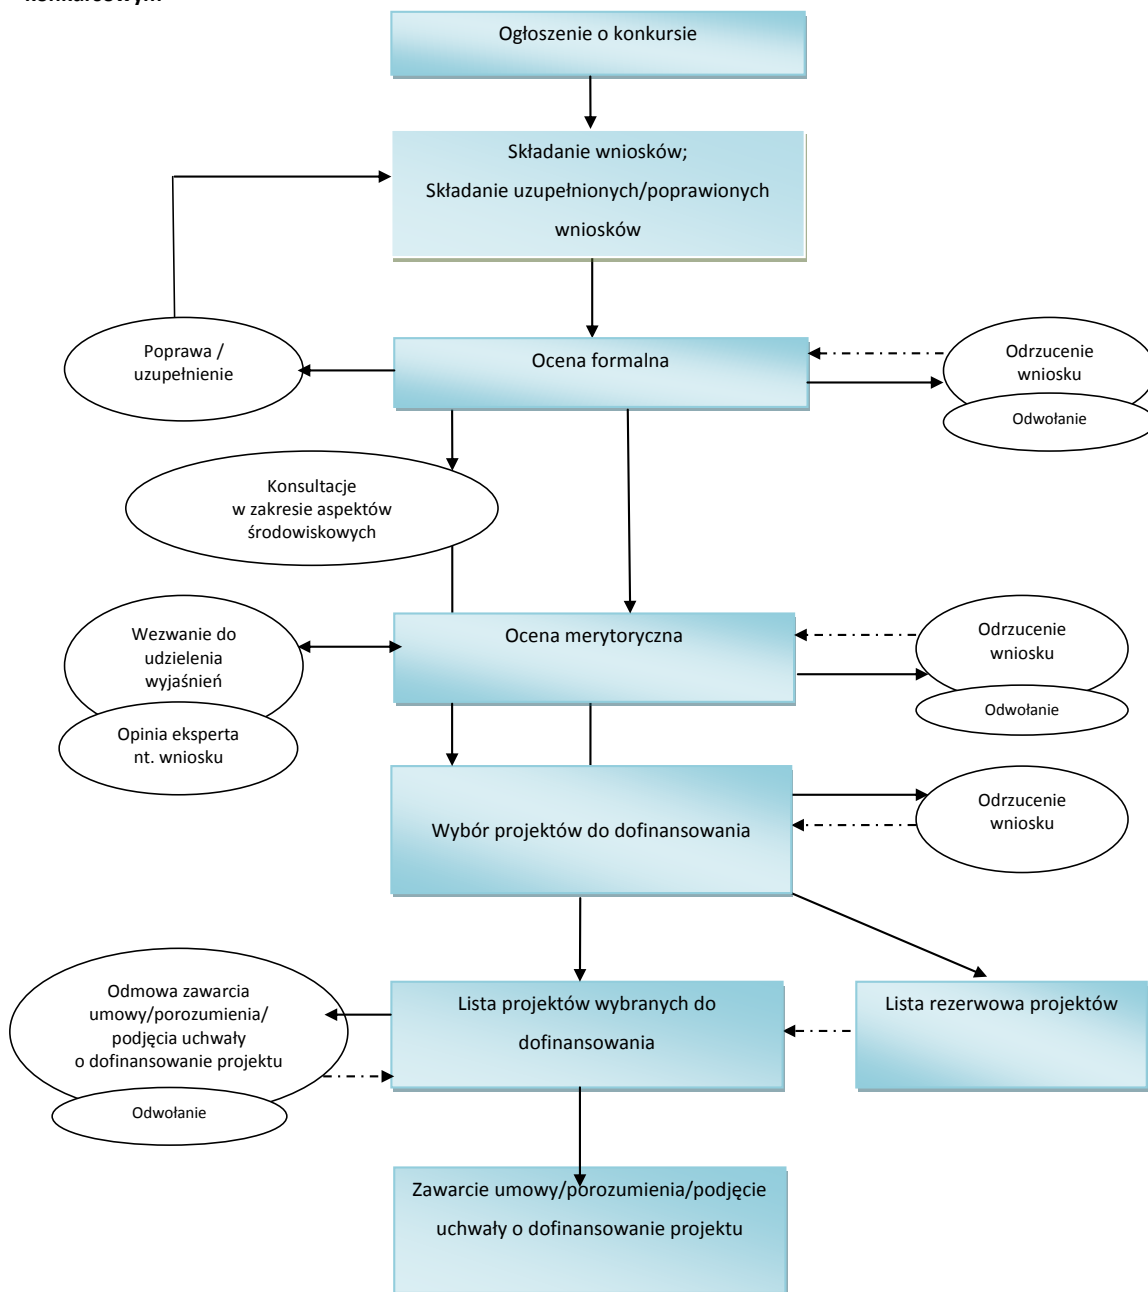 Ogłoszenie o konkursie
Składanie wniosków;
Składanie uzupełnionych/poprawionych
wniosków
Poprawa /
uzupełnienie
Ocena formalna
Odrzucenie
wniosku
Odwołanie
Konsultacje
w zakresie aspektów
środowiskowych
Wezwanie do
udzielenia
wyjaśnień
Opinia eksperta
nt. wniosku
Ocena merytoryczna
Odrzucenie
wniosku
Odwołanie
Wybór projektów do dofinansowania
Odrzucenie
wniosku
Odmowa zawarcia
umowy/porozumienia/
podjęcia uchwały
o dofinansowanie projektu
Odwołanie
Lista projektów wybranych do
dofinansowania
Lista rezerwowa projektów
Zawarcie umowy/porozumienia/podjęcie
uchwały o dofinansowanie projektu